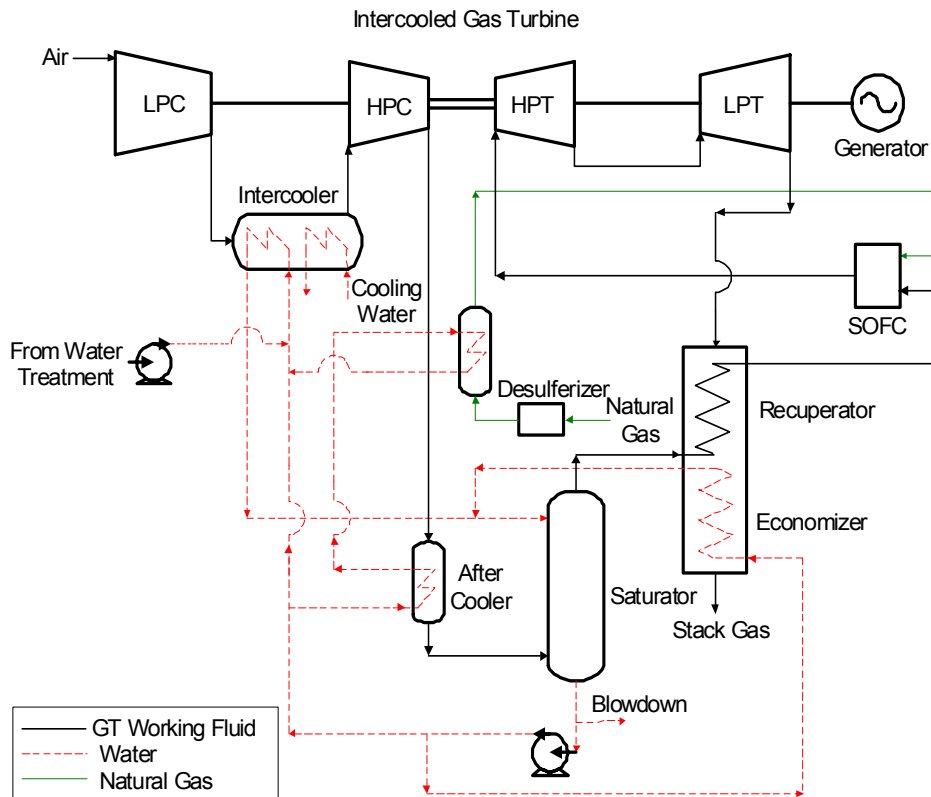 Intercooled Gas Turbine
Air
LPC
HPC
HPT
LPT
Generator
Intercooler
Cooling
Water
SOFC
From Water
Treatment
Desulferizer
Natural
Gas
Recuperator
Economizer
After
Cooler
Saturator
Stack Gas
Blowdown
GT Working Fluid
Water
Natural Gas